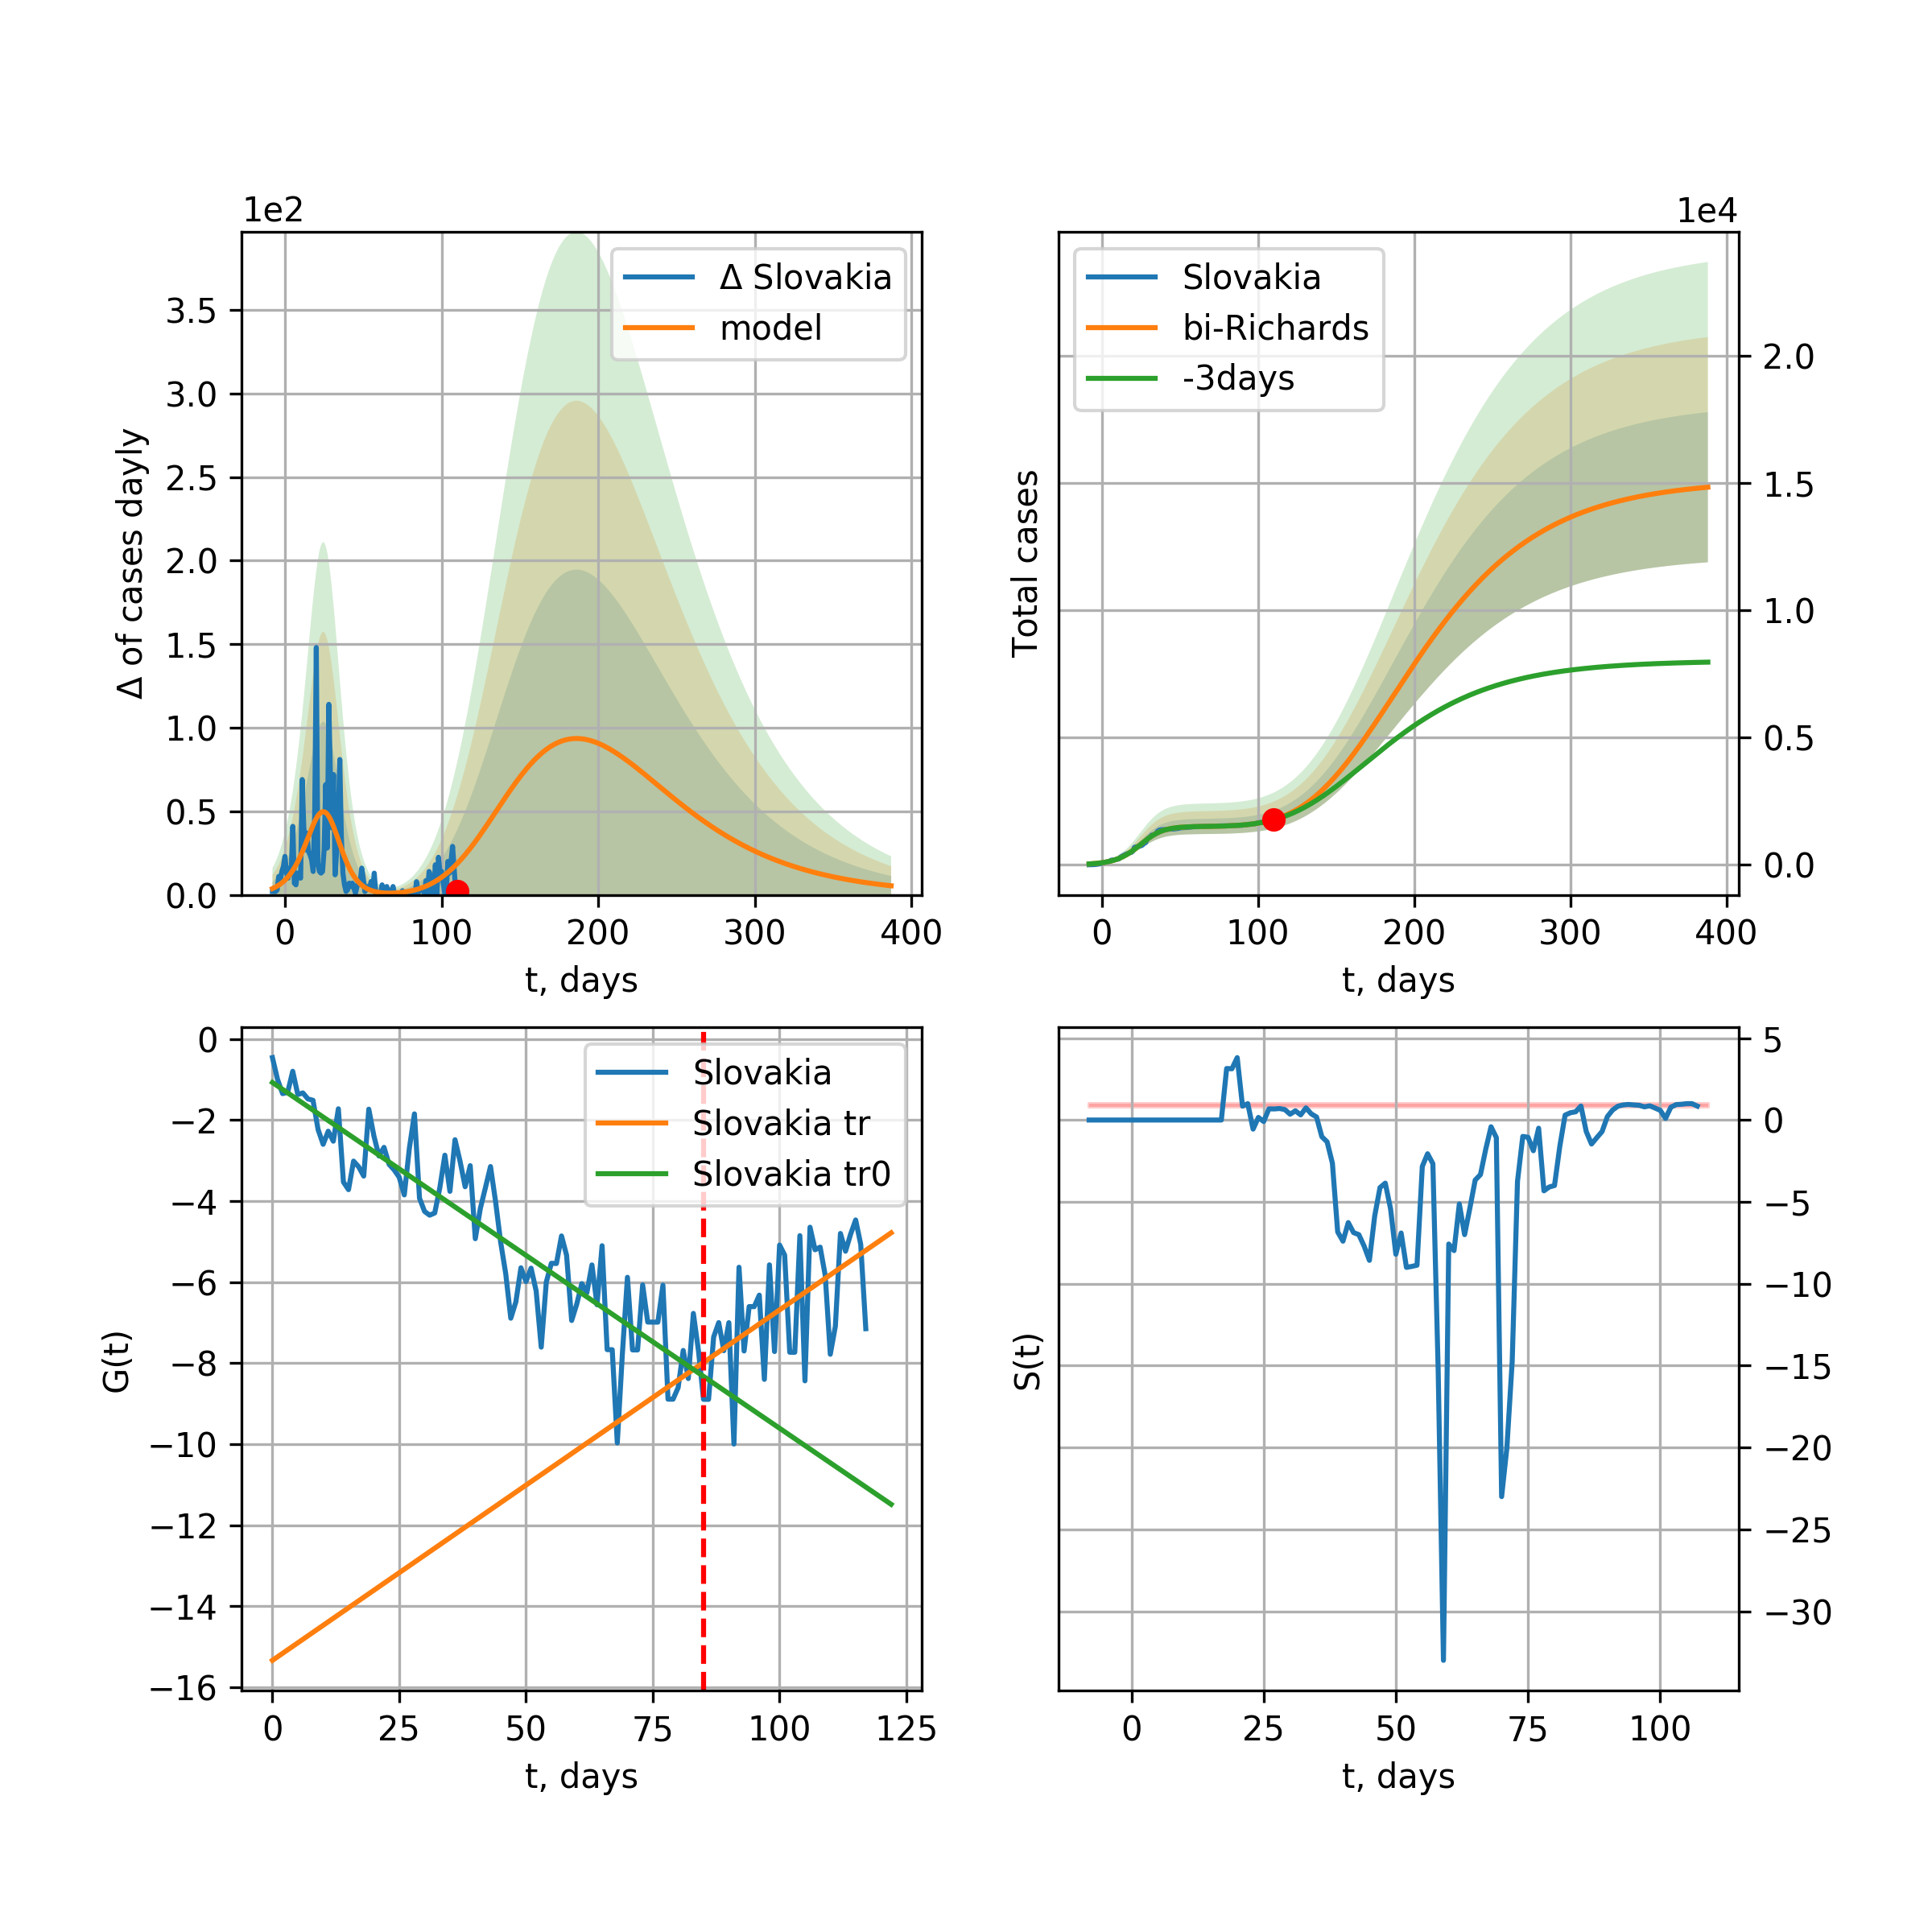 1e2
Δ Slovakia
model
3.5
3.0
2.5
2.0
1.5
1.0
0.5
0.0
Δ of cases dayly
0 100 200 300 400
t, days
1e4
Slovakia
bi-Richards
-3days
2.0
1.5
1.0
0.5
0.0
Total cases
0 100 200 300 400
t, days
Slovakia
Slovakia tr
Slovakia tr0
0
−2
−4
−6
−8
−10
−12
−14
−16
G(t)
0 25 50 75 100 125
t, days
5
0
−5
−10
−15
−20
−25
−30
S(t)
0 25 50 75 100
t, days